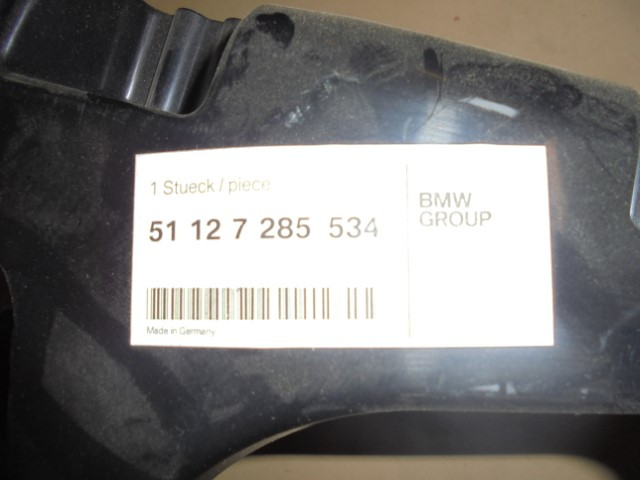 1 Stueck / piece
51 12 7 285 534
Made in Germany
BMW
GROUP